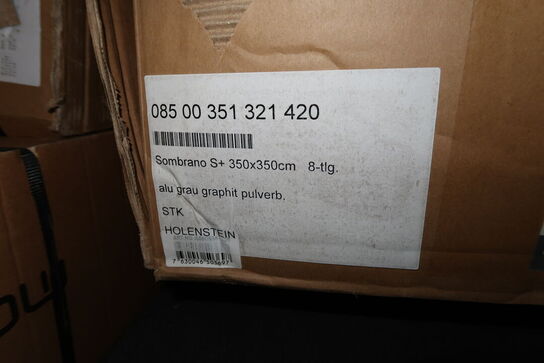 085 00 351 321 420
Sombrano S+ 350x350cm 8-tlg.
alu grau graphit pulverb.
STK
HOLENSTEIN